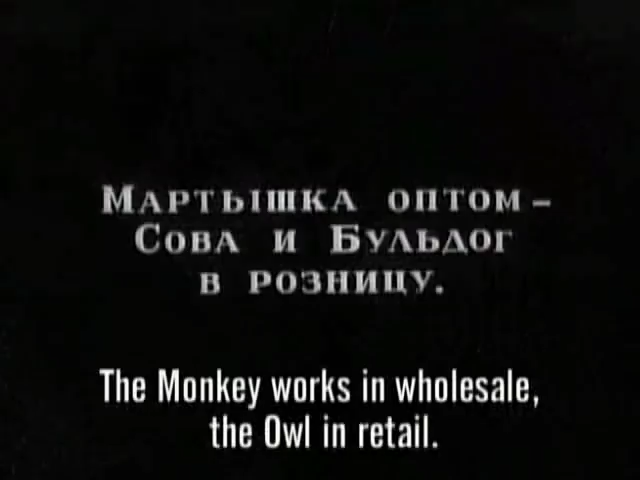 Мартышка оптом –
Сова и Бульдог
в розницу.
The Monkey works in wholesale,
the Owl in retail.